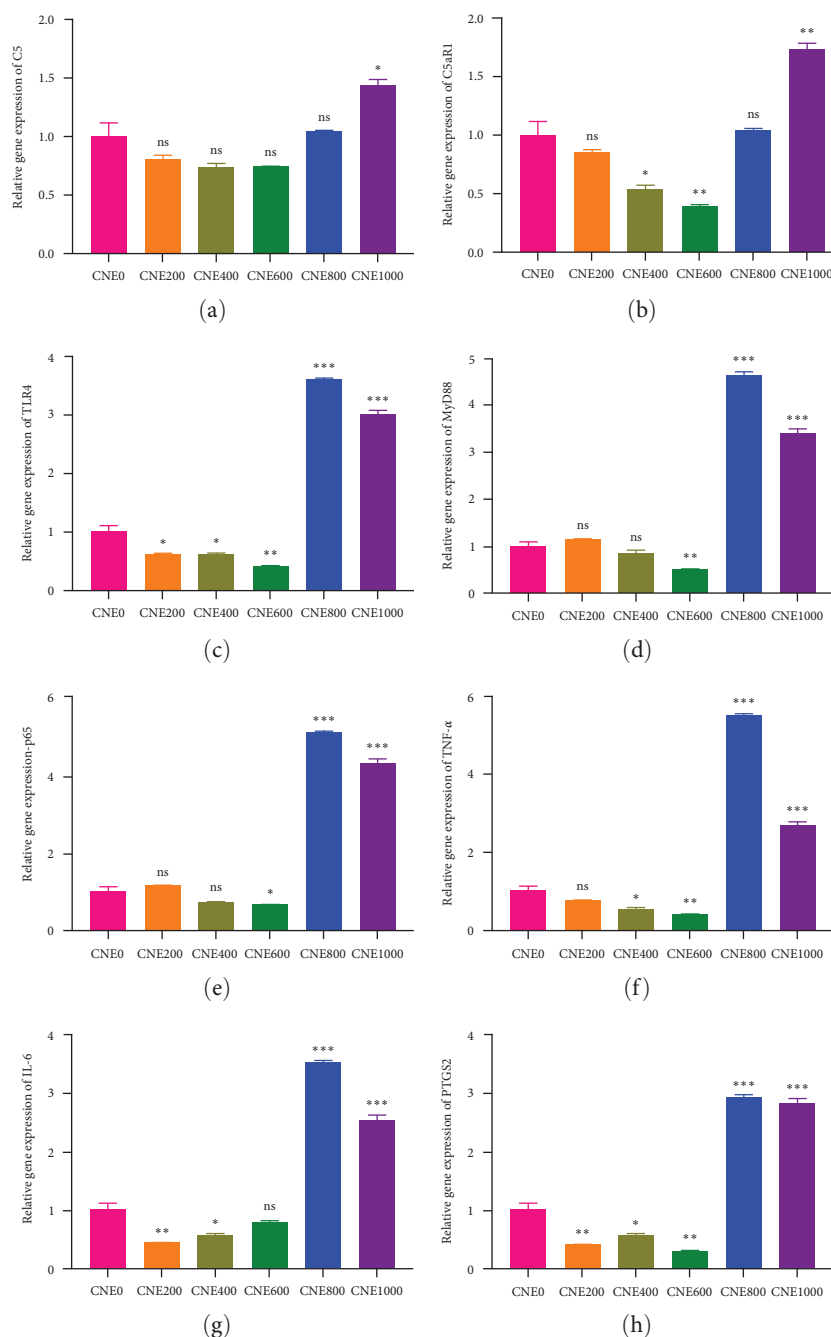 Relative gene expression of C5
2.0
1.5
1.0
0.5
0.0
ns
ns
ns
ns
*
CNE0 CNE200 CNE400 CNE600 CNE800 CNE1000
(a)
Relative gene expression of C5aR1
2.0
1.5
1.0
0.5
0.0
ns
*
**
ns
**
CNE0 CNE200 CNE400 CNE600 CNE800 CNE1000
(b)
Relative gene expression of TLR4
4
3
2
1
0
*
*
**
***
***
CNE0 CNE200 CNE400 CNE600 CNE800 CNE1000
(c)
Relative gene expression of MyD88
5
4
3
2
1
0
ns
ns
**
***
***
CNE0 CNE200 CNE400 CNE600 CNE800 CNE1000
(d)
Relative gene expression-p65
6
4
2
0
ns
ns
*
***
***
CNE0 CNE200 CNE400 CNE600 CNE800 CNE1000
(e)
Relative gene expression of TNF-α
6
4
2
0
ns
*
**
***
***
CNE0 CNE200 CNE400 CNE600 CNE800 CNE1000
(f)
Relative gene expression of IL-6
4
3
2
1
0
**
*
ns
***
***
CNE0 CNE200 CNE400 CNE600 CNE800 CNE1000
(g)
Relative gene expression of PTGS2
4
3
2
1
0
**
*
**
***
***
CNE0 CNE200 CNE400 CNE600 CNE800 CNE1000
(h)